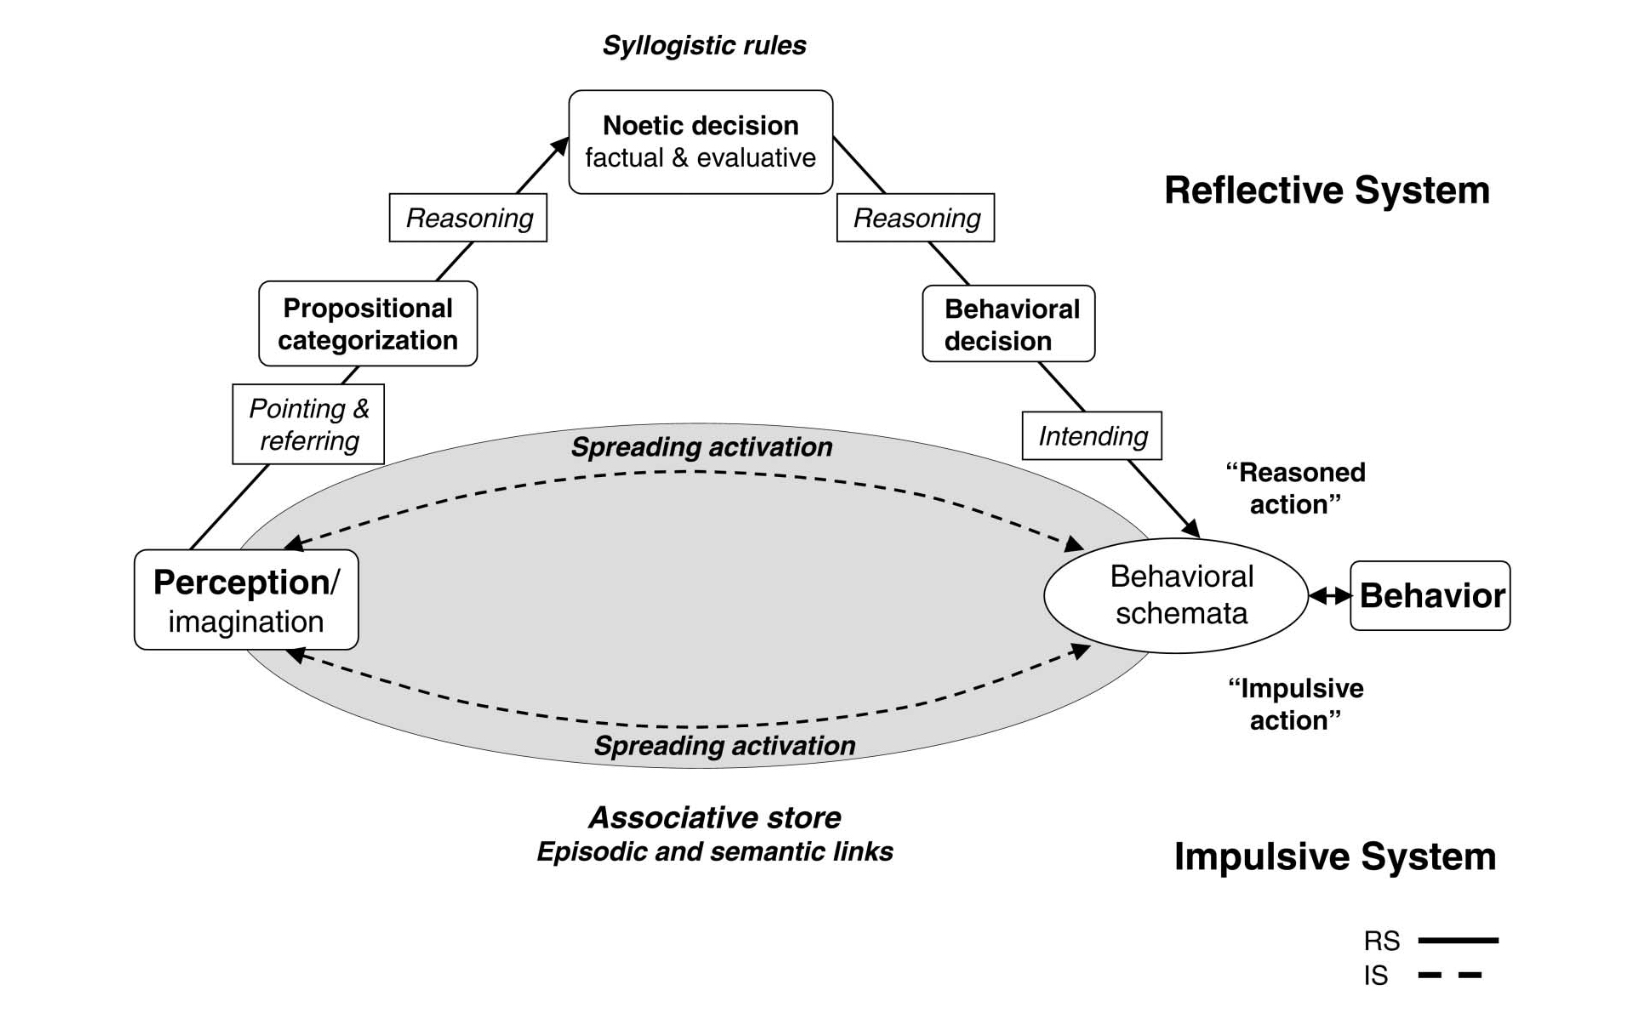 Syllogistic rules
Noetic decision
factual & evaluative
Reflective System
Reasoning
Reasoning
Propositional
categorization
Behavioral
decision
Pointing &
referring
Intending
Spreading activation
“Reasoned
action”
Perception/
imagination
Behavioral
schemata
Behavior
“Impulsive
action”
Spreading activation
Associative store
Episodic and semantic links
Impulsive System
RS
IS